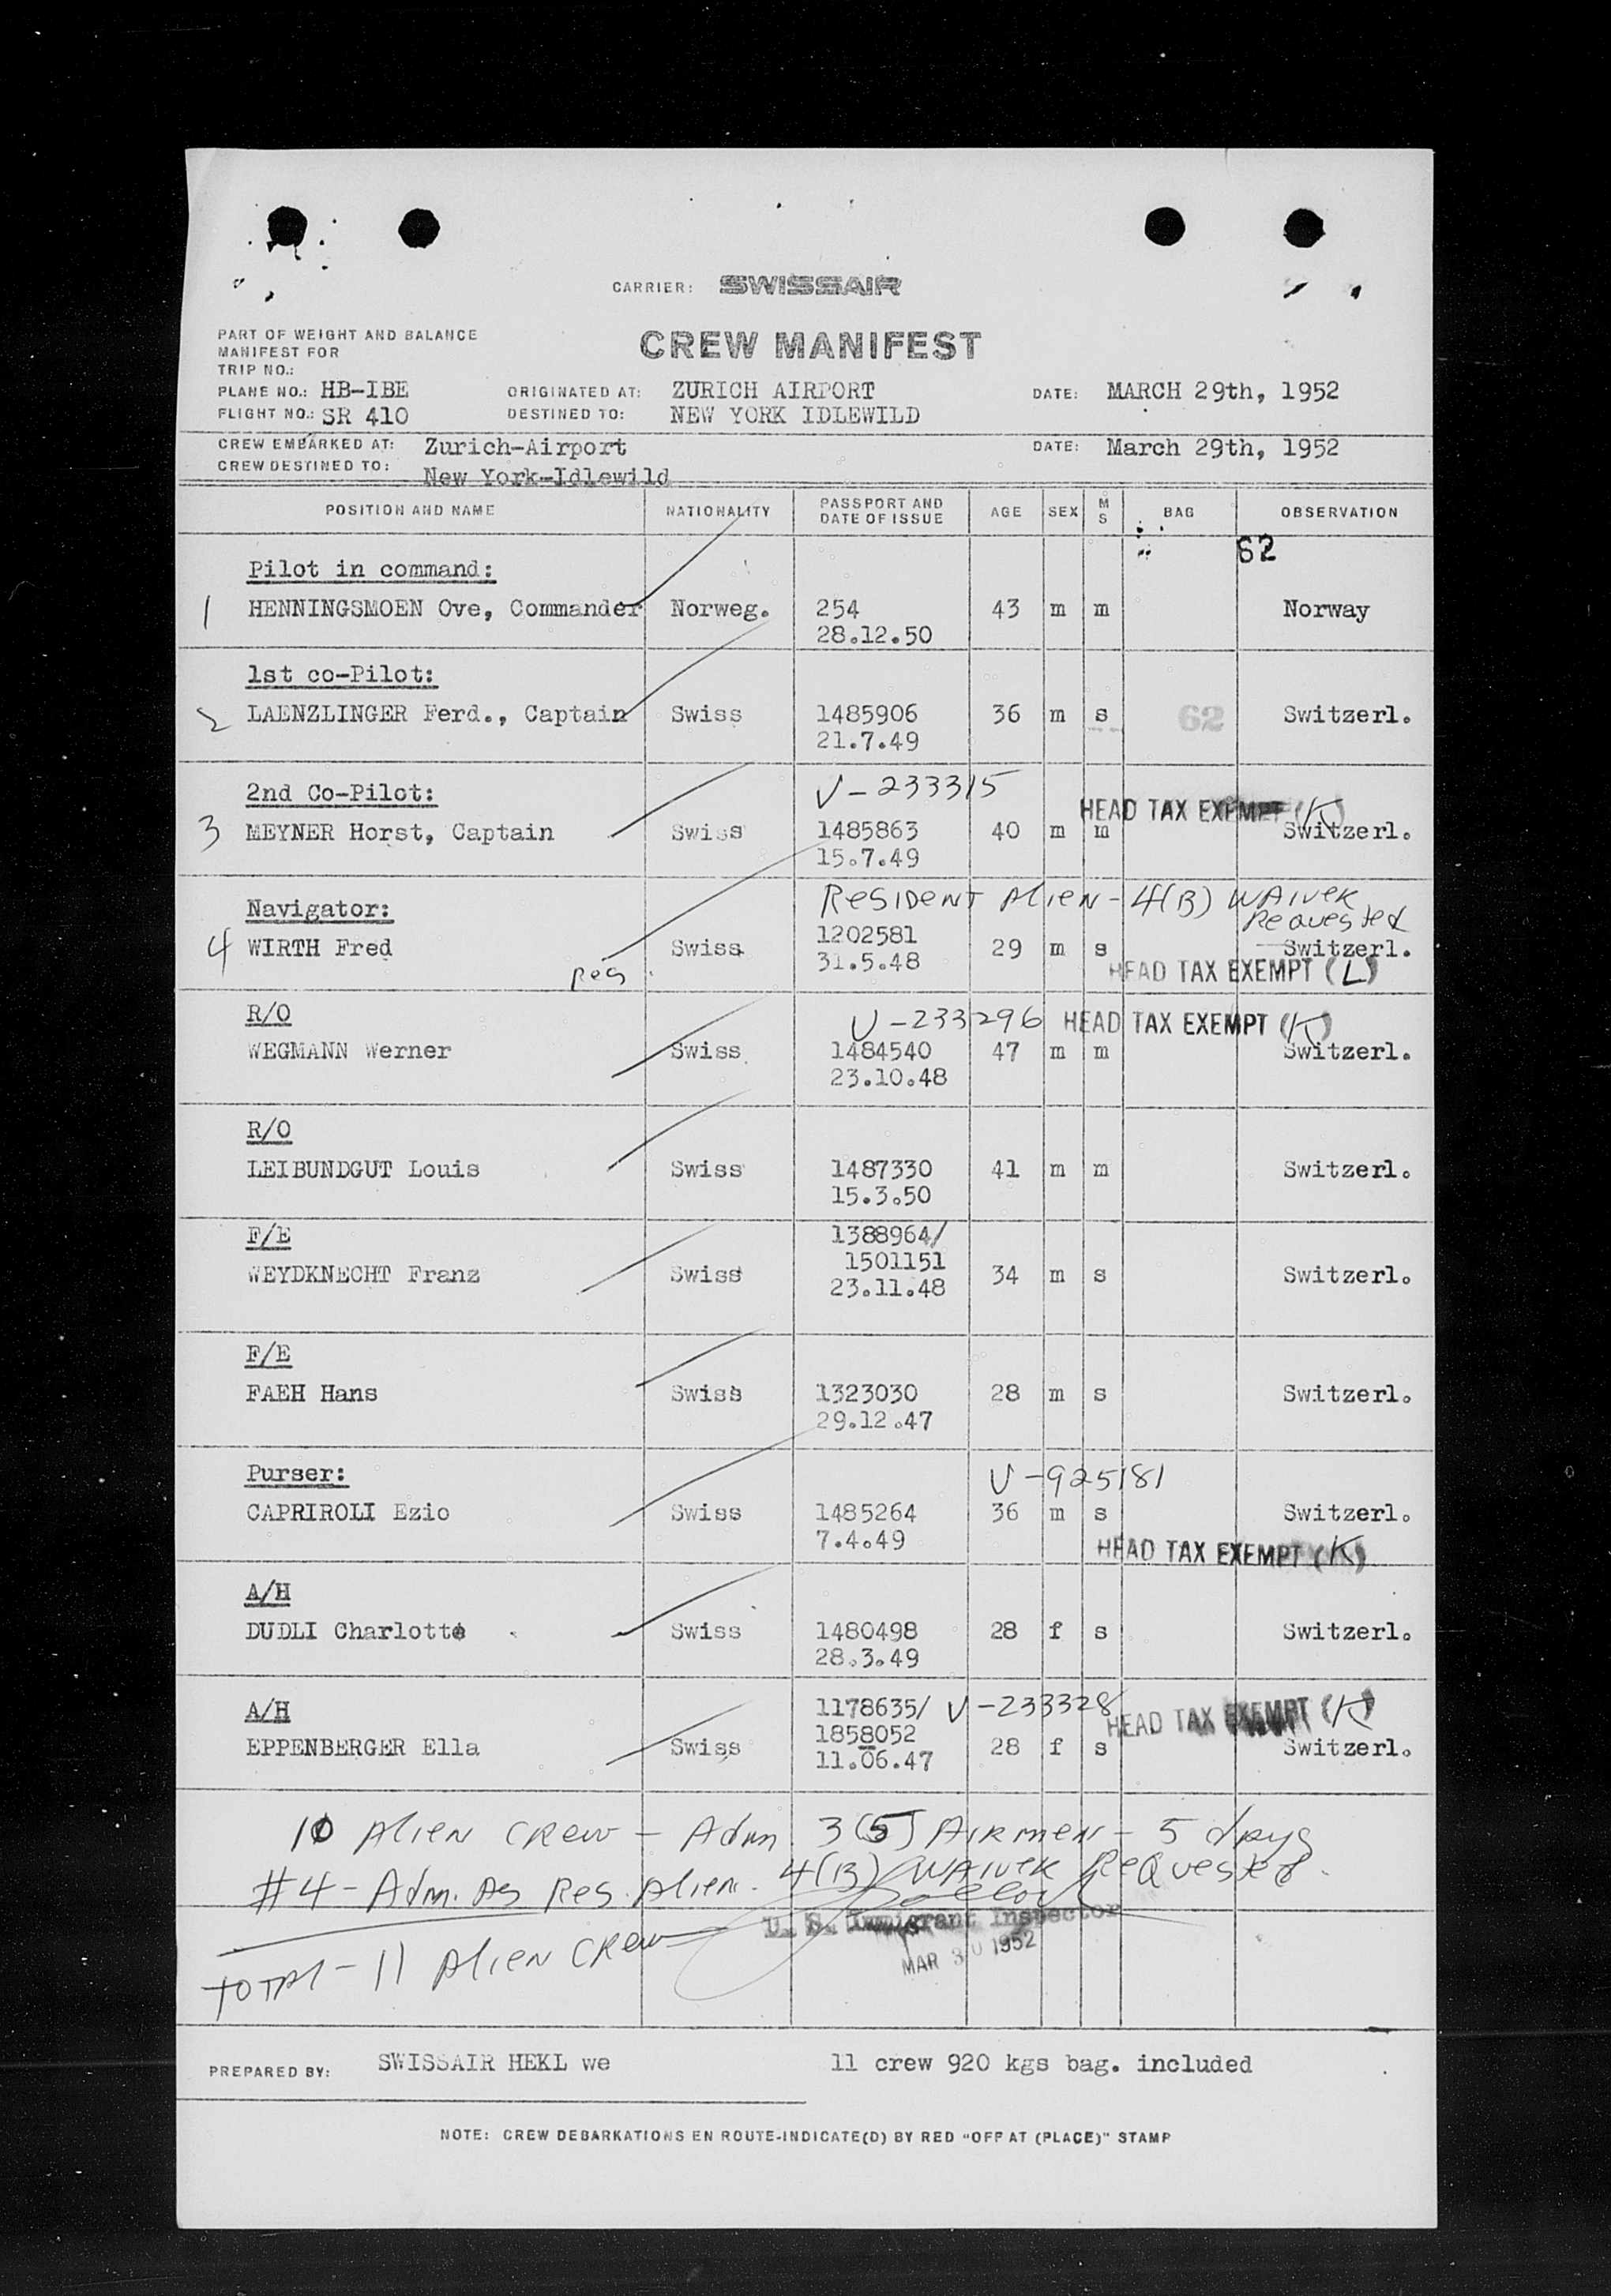 CARRIER: SWISSAIR
PART OF WEIGHT AND BALANCE
MANIFEST FOR
TRIP NO.:
CREW MANIFEST
PLANE NO.: HB-IBE ORIGINATED AT: ZURICH AIRPORT DATE: MARCH 29th, 1952
FLIGHT NO.: SR 410 DESTINED TO: NEW YORK IDLEWILD
CREW EMBARKED AT: Zurich-Airport DATE: March 29th, 1952
CREW DESTINED TO: New York-Idlewild
POSITION AND NAME NATIONALITY PASSPORT AND DATE OF ISSUE AGE SEX M S BAG OBSERVATION
62
Pilot in command:
1 HENNINGSMOEN Ove, Commander Norweg. 254 43 m m Norway
28.12.50
1st co-Pilot:
2 LAENZLINGER Ferd., Captain Swiss 1485906 36 m s 62 Switzerl.
21.7.49
V-233315
2nd Co-Pilot: HEAD TAX EXEMPT (K)
3 MEYNER Horst, Captain Swiss 1485863 40 m m Switzerl.
15.7.49
Resident Alien - 4(B) Waiver Requested
Navigator:
4 WIRTH Fred Swiss 1202581 29 m s Switzerl.
Res 31.5.48 HEAD TAX EXEMPT (L)
R/O V-233296 HEAD TAX EXEMPT (K)
WEGMANN Werner Swiss 1484540 47 m m Switzerl.
23.10.48
R/O
LEIBUNDGUT Louis Swiss 1487330 41 m m Switzerl.
15.3.50
F/E 1388964/
1501151
WEYDKNECHT Franz Swiss 34 m s Switzerl.
23.11.48
F/E
FAEH Hans Swiss 1323030 28 m s Switzerl.
29.12.47
Purser: V-925181
CAPRIROLI Ezio Swiss 1485264 36 m s Switzerl.
7.4.49 HEAD TAX EXEMPT (K)
A/H
DUDLI Charlotte Swiss 1480498 28 f s Switzerl.
28.3.49
A/H 1178635/ V-233328 HEAD TAX EXEMPT (K)
1858052
EPPENBERGER Ella Swiss 28 f s Switzerl.
11.06.47
10 Alien Crew - Adm. 3(5) Airmen - 5 days
#4 - Adm. as Res. Alien. 4(B) Waiver Requested.
U. S. Immigrant Inspector
MAR 30 1952
Total - 11 Alien Crew
PREPARED BY: SWISSAIR HEKL we 11 crew 920 kgs bag. included
NOTE: CREW DEBARKATIONS EN ROUTE-INDICATE(D) BY RED "OFF AT (PLACE)" STAMP